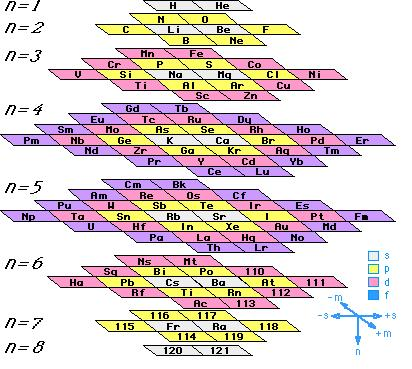 n=1 H He
N O
n=2 C Li Be F
B Ne
n=3 Mn Fe
Cr P S Co
V Si Na Mg Cl Ni
Ti Al Ar Cu
Sc Zn
n=4 Gd Tb
Eu Tc Ru Dy
Sm Mo As Se Rh Ho
Pm Nb Ge K Ca Br Pd Er
Nd Zr Ga Kr Ag Tm
Pr Y Cd Yb
Ce Lu
n=5 Cm Bk
Am Re Os Cf
Pu W Sb Te Ir Es
Np Ta Sn Rb Sr I Pt Fm
U Hf In Xe Au Md
Pa La Hg No
Th Lr
n=6 Ns Mt
Sg Bi Po 110
Ha Pb Cs Ba At 111
Rf Ti Rn 112
Ac 113
n=7 116 117
115 Fr Ra 118
114 119
n=8 120 121
s
p
d
f
-m
-s +s
+m
n